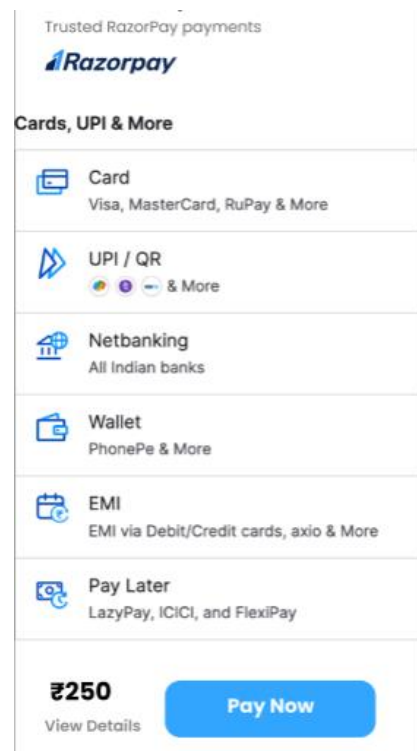 Trusted RazorPay payments
Razorpay
Cards, UPI & More
Card
Visa, MasterCard, RuPay & More
UPI / QR
& More
Netbanking
All Indian banks
Wallet
PhonePe & More
EMI
EMI via Debit/Credit cards, axio & More
Pay Later
LazyPay, ICICI, and FlexiPay
₹250
Pay Now
View Details